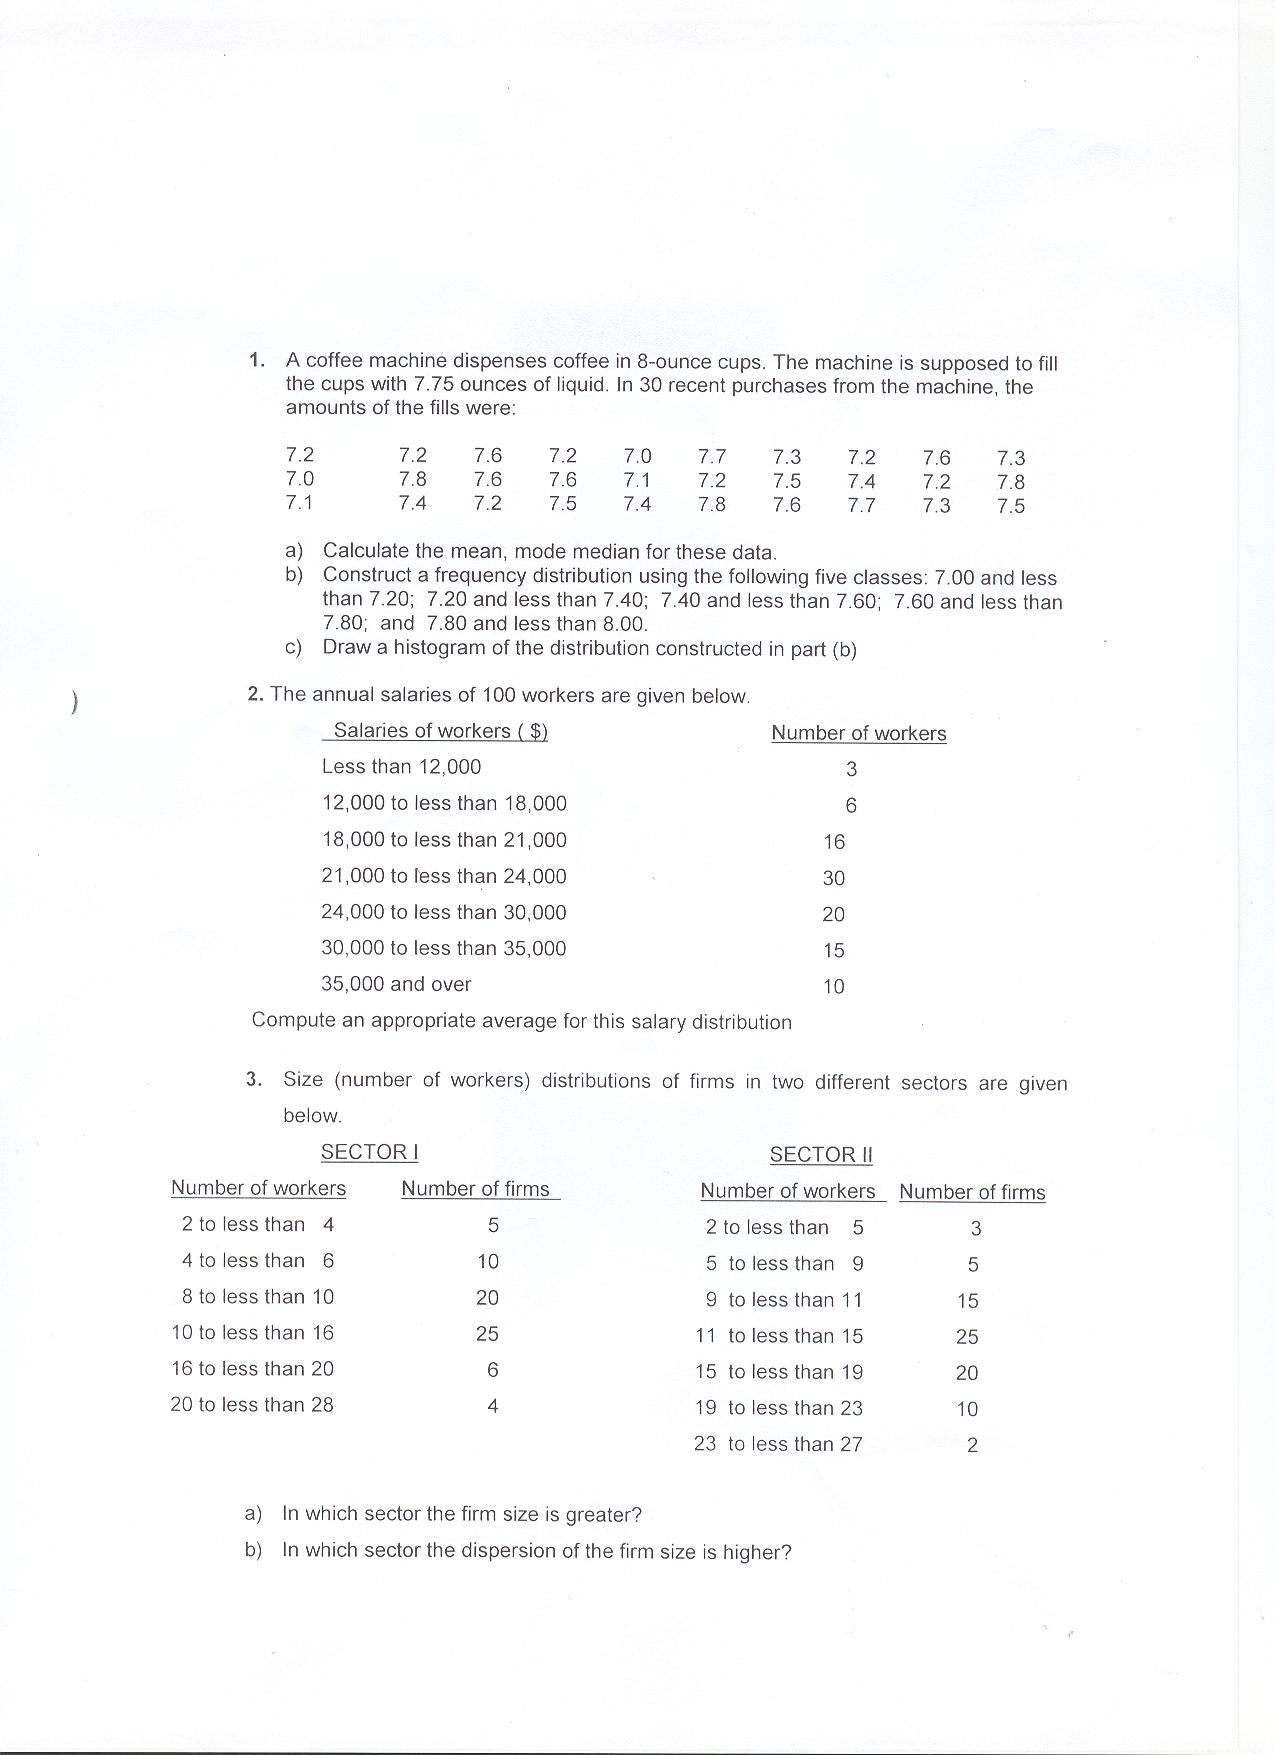 1. A coffee machine dispenses coffee in 8-ounce cups. The machine is supposed to fill
the cups with 7.75 ounces of liquid. In 30 recent purchases from the machine, the
amounts of the fills were:
7.2 7.2 7.6 7.2 7.0 7.7 7.3 7.2 7.6 7.3
7.0 7.8 7.6 7.6 7.1 7.2 7.5 7.4 7.2 7.8
7.1 7.4 7.2 7.5 7.4 7.8 7.6 7.7 7.3 7.5
a) Calculate the mean, mode median for these data.
b) Construct a frequency distribution using the following five classes: 7.00 and less
than 7.20; 7.20 and less than 7.40; 7.40 and less than 7.60; 7.60 and less than
7.80; and 7.80 and less than 8.00.
c) Draw a histogram of the distribution constructed in part (b)
)
2. The annual salaries of 100 workers are given below.
Salaries of workers ( $) Number of workers
Less than 12,000 3
12,000 to less than 18,000 6
18,000 to less than 21,000 16
21,000 to less than 24,000 30
24,000 to less than 30,000 20
30,000 to less than 35,000 15
35,000 and over 10
Compute an appropriate average for this salary distribution
3. Size (number of workers) distributions of firms in two different sectors are given
below.
SECTOR I SECTOR II
Number of workers Number of firms Number of workers Number of firms
2 to less than 4 5 2 to less than 5 3
4 to less than 6 10 5 to less than 9 5
8 to less than 10 20 9 to less than 11 15
10 to less than 16 25 11 to less than 15 25
16 to less than 20 6 15 to less than 19 20
20 to less than 28 4 19 to less than 23 10
23 to less than 27 2
a) In which sector the firm size is greater?
b) In which sector the dispersion of the firm size is higher?